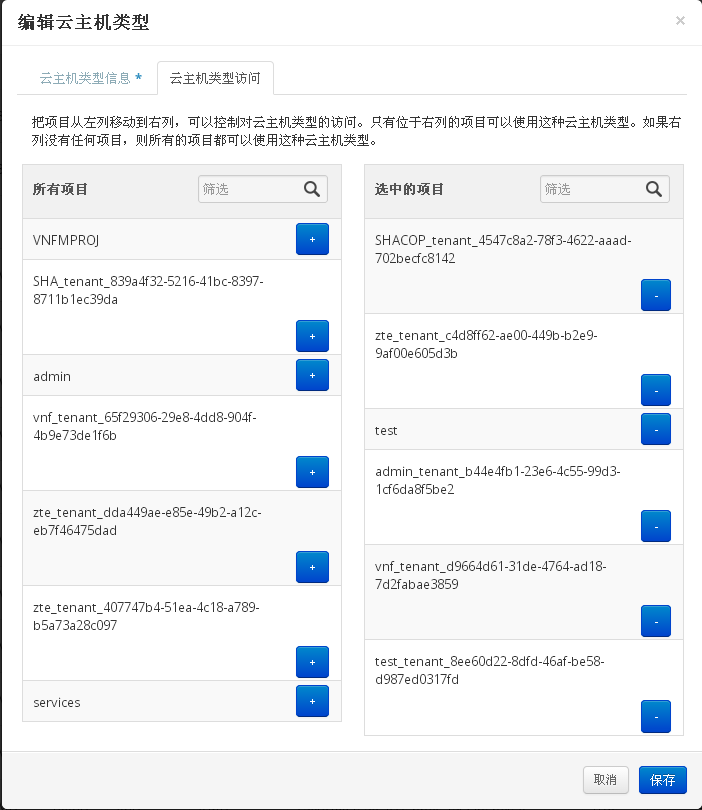 编辑云主机类型
×
云主机类型信息 *
云主机类型访问
把项目从左列移动到右列，可以控制对云主机类型的访问。只有位于右列的项目可以使用这种云主机类型。如果右
列没有任何项目，则所有的项目都可以使用这种云主机类型。
所有项目
筛选
VNFMPROJ
+
SHA_tenant_839a4f32-5216-41bc-8397-
8711b1ec39da
+
admin
+
vnf_tenant_65f29306-29e8-4dd8-904f-
4b9e73de1f6b
+
zte_tenant_dda449ae-e85e-49b2-a12c-
eb7f46475dad
+
zte_tenant_407747b4-51ea-4c18-a789-
b5a73a28c097
+
services
+
选中的项目
筛选
SHACOP_tenant_4547c8a2-78f3-4622-aaad-
702becfc8142
-
zte_tenant_c4d8ff62-ae00-449b-b2e9-
9af00e605d3b
-
test
-
admin_tenant_b44e4fb1-23e6-4c55-99d3-
1cf6da8f5be2
-
vnf_tenant_d9664d61-31de-4764-ad18-
7d2fabae3859
-
test_tenant_8ee60d22-8dfd-46af-be58-
d987ed0317fd
-
取消
保存